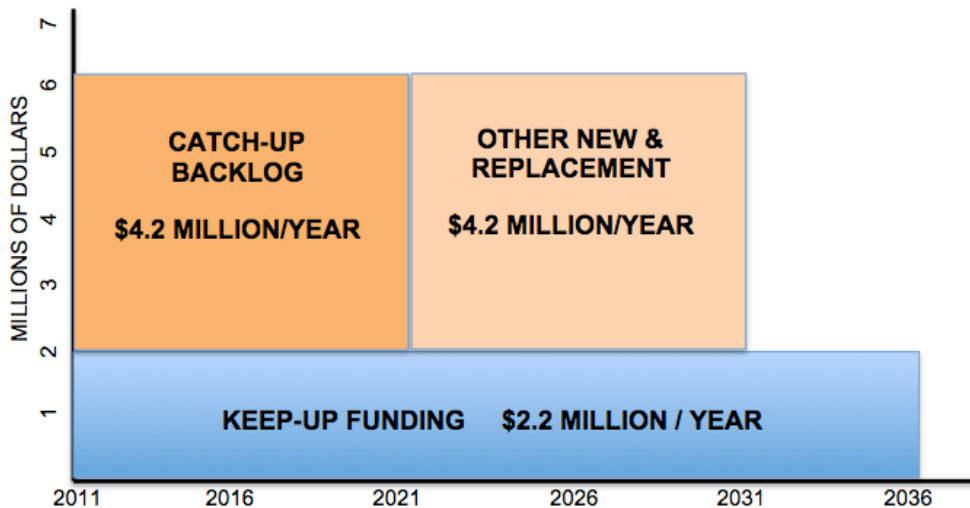 MILLIONS OF DOLLARS
7
6
5
4
3
2
1
CATCH-UP
BACKLOG
$4.2 MILLION/YEAR
OTHER NEW &
REPLACEMENT
$4.2 MILLION/YEAR
KEEP-UP FUNDING $2.2 MILLION / YEAR
2011 2016 2021 2026 2031 2036